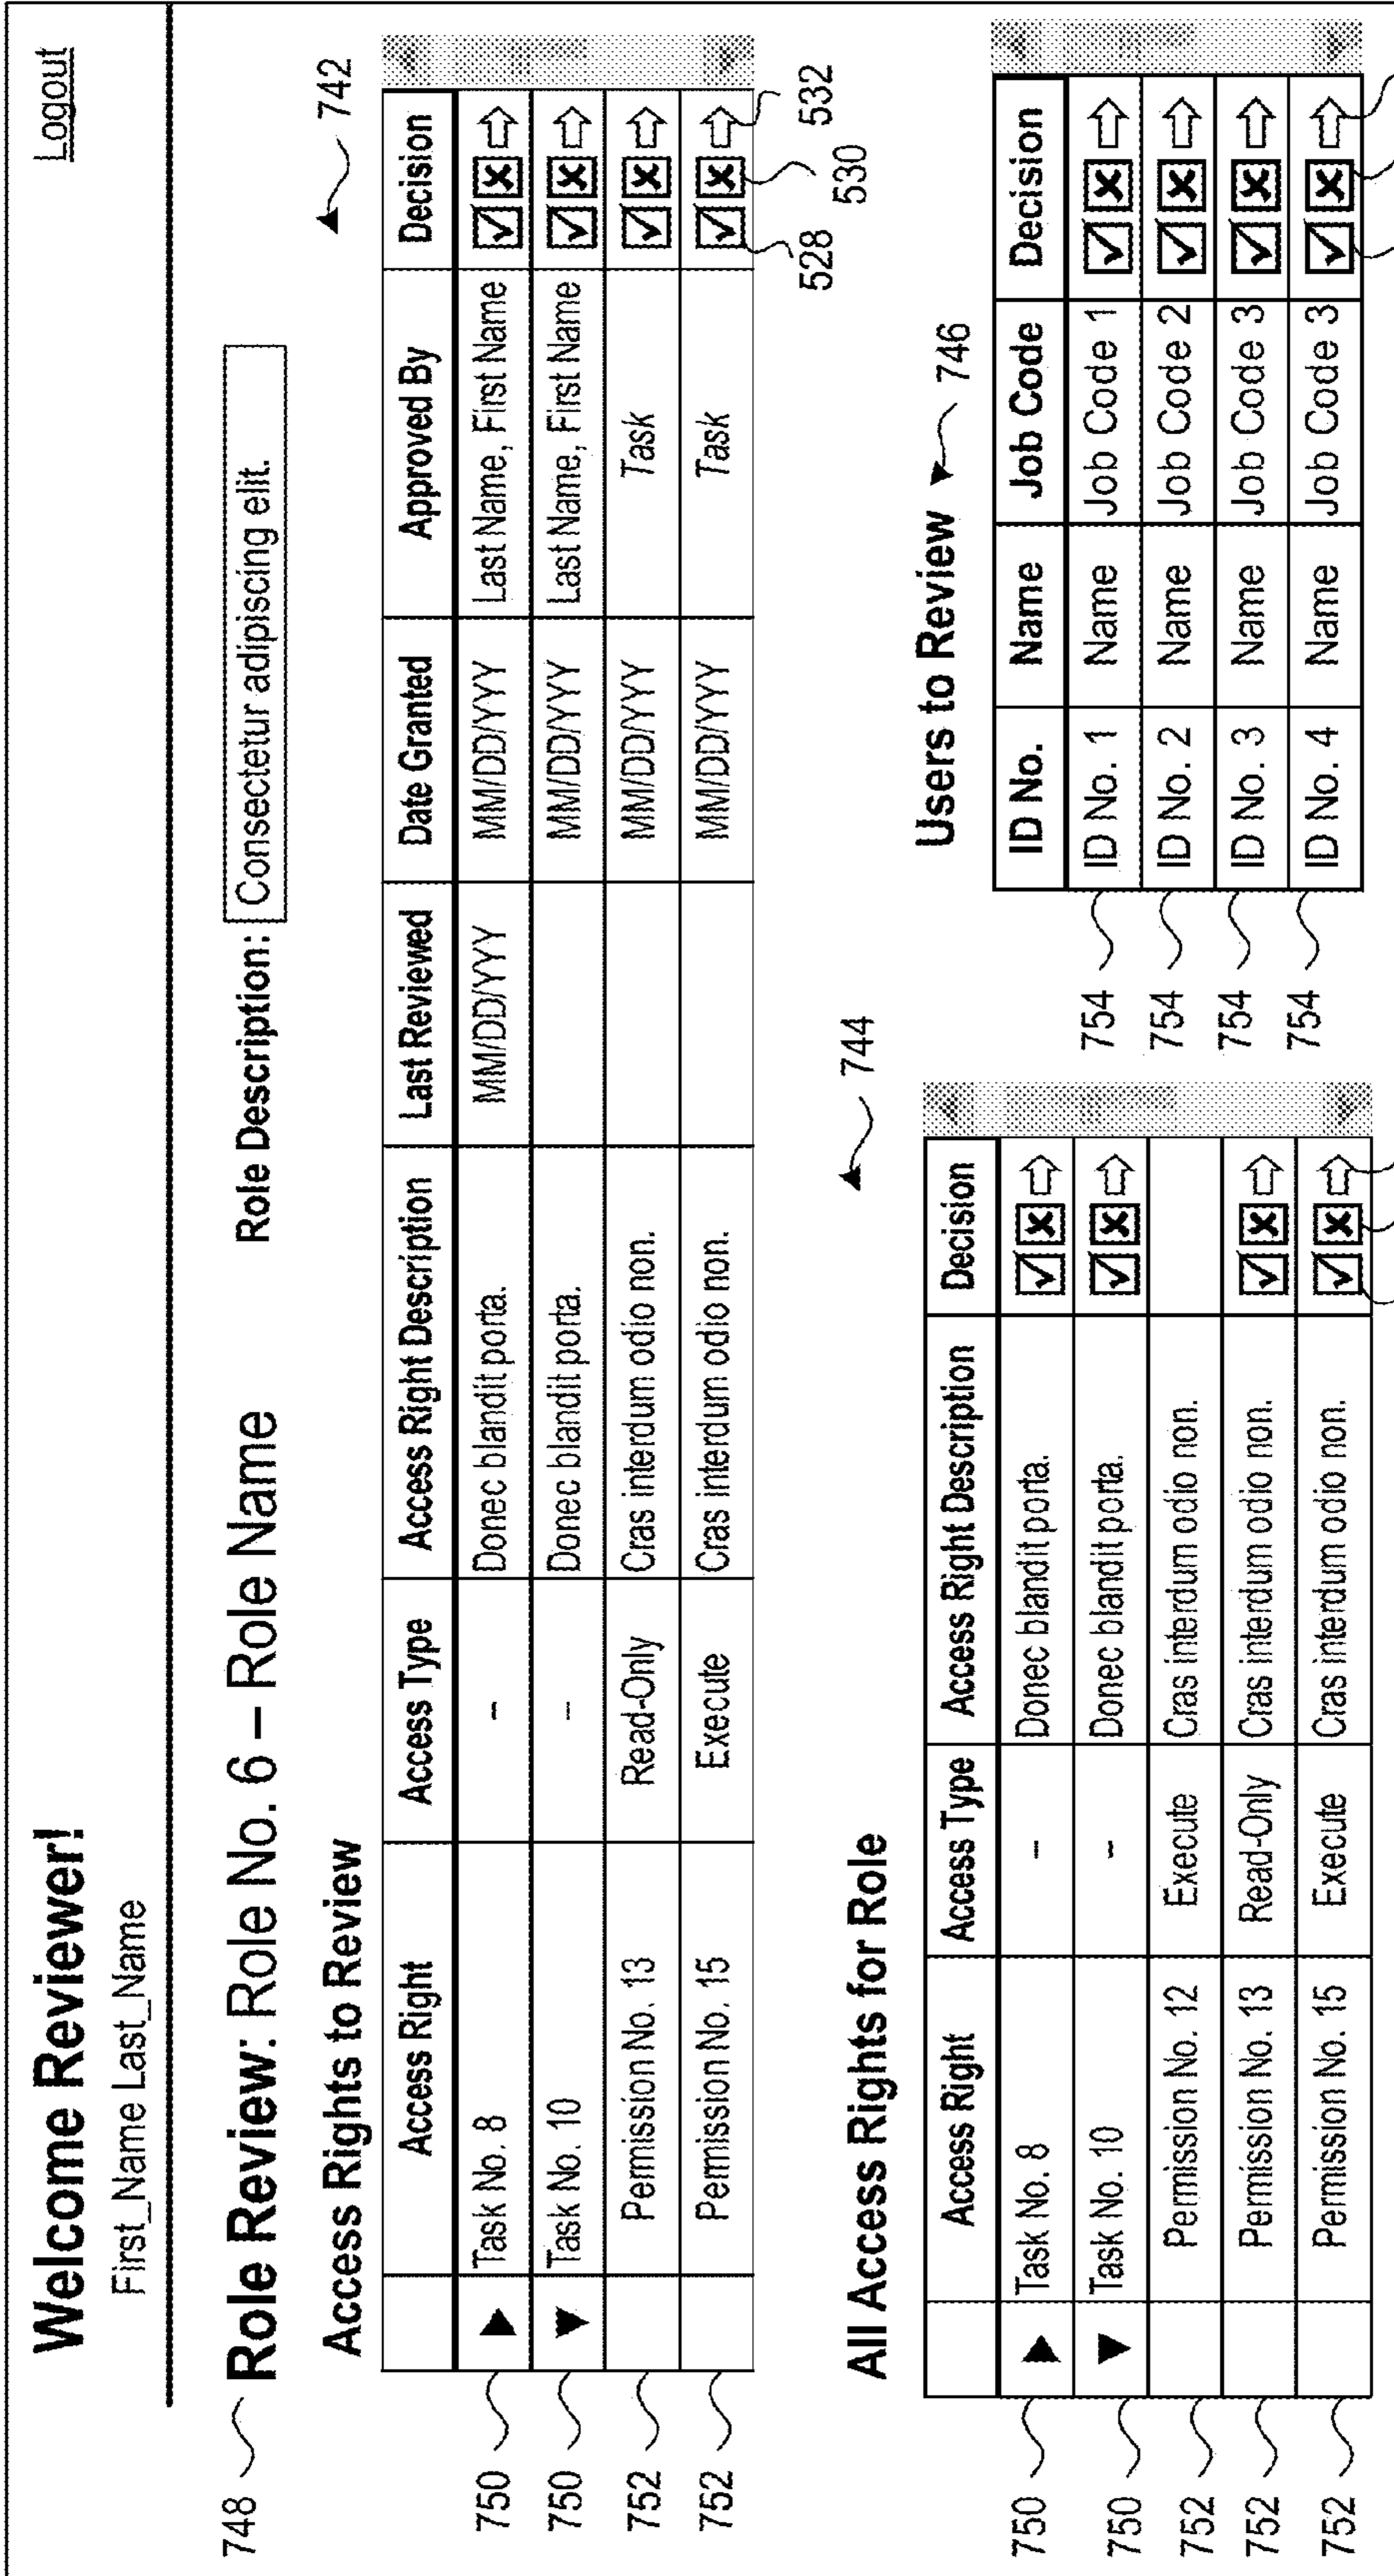 Welcome Reviewer!
Logout
First_Name Last_Name
748
Role Review: Role No. 6 – Role Name
Role Description: Consectetur adipiscing elit.
Access Rights to Review
742
Access Right Access Type Access Right Description Last Reviewed Date Granted Approved By Decision
750 Task No. 8 -- Donec blandit porta. MM/DD/YYY MM/DD/YYY Last Name, First Name
750 Task No. 10 -- Donec blandit porta. MM/DD/YYY Last Name, First Name
752 Permission No. 13 Read-Only Cras interdum odio non. MM/DD/YYY Task
752 Permission No. 15 Execute Cras interdum odio non. MM/DD/YYY Task
528 530 532
All Access Rights for Role
744
Access Right Access Type Access Right Description Decision
750 Task No. 8 -- Donec blandit porta.
750 Task No. 10 -- Donec blandit porta.
752 Permission No. 12 Execute Cras interdum odio non.
752 Permission No. 13 Read-Only Cras interdum odio non.
752 Permission No. 15 Execute Cras interdum odio non.
Users to Review
746
ID No. Name Job Code Decision
754 ID No. 1 Name Job Code 1
754 ID No. 2 Name Job Code 2
754 ID No. 3 Name Job Code 3
754 ID No. 4 Name Job Code 3